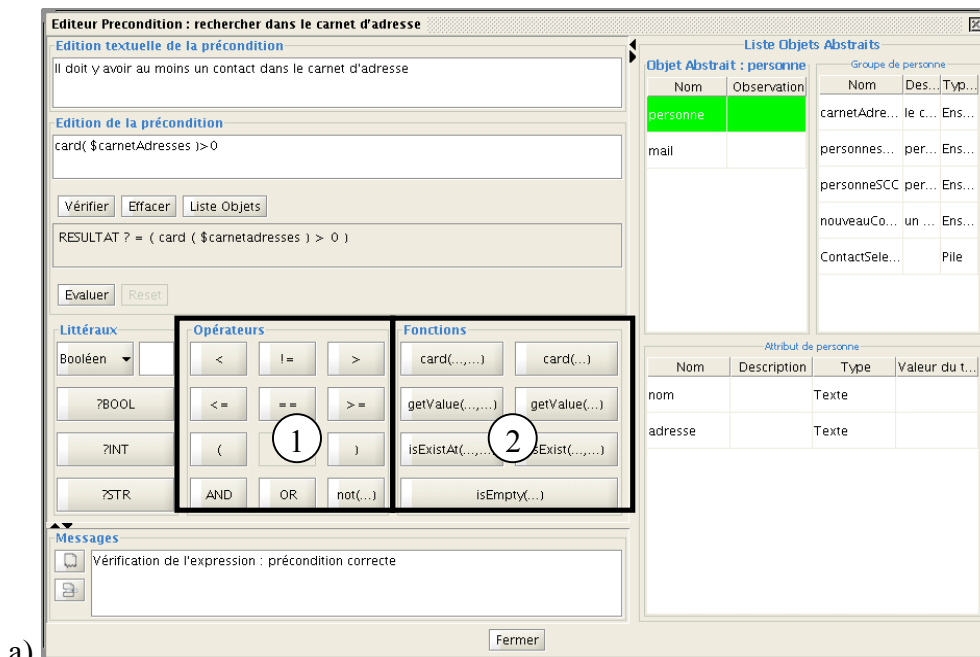 Editeur Precondition : rechercher dans le carnet d'adresse
Edition textuelle de la précondition
Il doit y avoir au moins un contact dans le carnet d'adresse
Edition de la précondition
card( $carnetAdresses )>0
Vérifier Effacer Liste Objets
RESULTAT ? = ( card ( $carnetadresses ) > 0 )
Evaluer Reset
Littéraux
Booléen
?BOOL
?INT
?STR
Opérateurs
< != >
<= == >=
( )
AND OR not(...)
1
Fonctions
card(...,...) card(...)
getValue(...,...) getValue(...)
isExistAt(...,... sExist(...,...)
isEmpty(...)
2
Messages
Vérification de l'expression : précondition correcte
Liste Objets Abstraits
Objet Abstrait : personne
Nom Observation
personne
mail
Groupe de personne
Nom Des... Typ...
carnetAdre... le c... Ens...
personnes... per... Ens...
personneSCC per... Ens...
nouveauCo... un ... Ens...
ContactSele... Pile
Attribut de personne
Nom Description Type Valeur du t...
nom Texte
adresse Texte
Fermer
a)